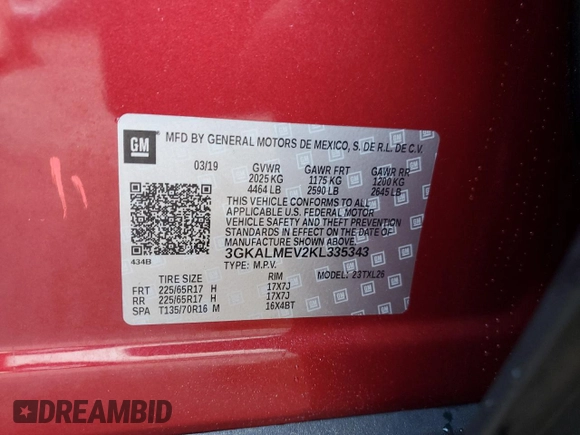 GM
MFD BY GENERAL MOTORS DE MEXICO, S. DE R.L. DE C.V.
03/19 GVWR GAWR FRT GAWR RR
2025 KG 1175 KG 1200 KG
4464 LB 2590 LB 2645 LB
THIS VEHICLE CONFORMS TO ALL
APPLICABLE U.S. FEDERAL MOTOR
VEHICLE SAFETY AND THEFT PREVENTION
STANDARDS IN EFFECT ON THE DATE OF
MANUFACTURE SHOWN ABOVE.
3GKALMEV2KL335343
434B TYPE: M.P.V. MODEL: 23TXL26
TIRE SIZE RIM
FRT 225/65R17 H 17X7J
RR 225/65R17 H 17X7J
SPA T135/70R16 M 16X4BT
DREAMBID